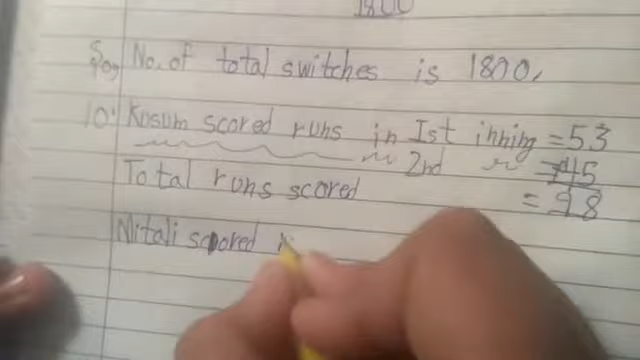 1800
So, No. of total switches is 1800.
10. Kusum scored runs in Ist inning = 53
2nd = 45
Total runs scored = 98
Nitali scored